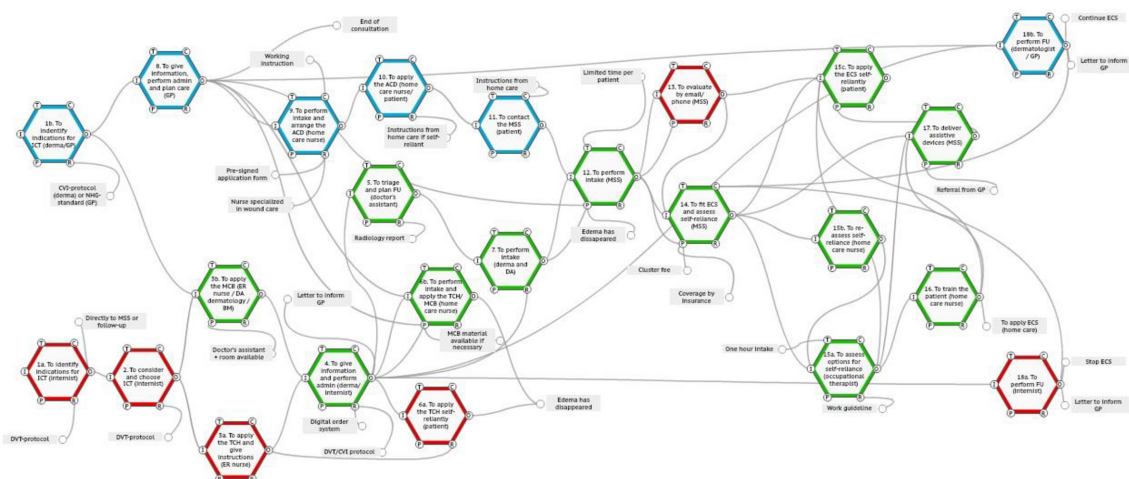 End of
consultation
Continue ECS
18b. To
perform FU
(dermatologist
/ GP)
Letter to inform
GP
8. To give
information,
perform admin
and plan care
(GP)
Working
instruction
10. To apply
the ACD (home
care nurse/
patient)
Instructions from
home care
Limited time per
patient
13. To evaluate
by email/
phone (MSS)
15c. To apply
the ECS self-
reliantly
(patient)
1b. To
indentify
indications for
ICT (derma/GP)
9. To perform
intake and
arrange the
ACD (home
care nurse)
11. To contact
the MSS
(patient)
Instructions from
home care if self-
reliant
17. To deliver
assistive
devices (MSS)
CVI-protocol
(derma) or NHG-
standard (GP)
Pre-signed
application form
5. To triage
and plan FU
(doctor's
assistant)
12. To perform
intake (MSS)
Referral from GP
Nurse specialized
in wound care
14. To fit ECS
and assess
self-reliance
(MSS)
Radiology report
Edema has
dissapeared
15b. To re-
assess self-
reliance (home
care nurse)
7. To perform
intake
(derma and
DA)
Cluster fee
3b. To apply
the MCB (ER
nurse / DA
dermatology /
BM)
Letter to inform
GP
6b. To perform
intake and
apply the TCH/
MCB (home
care nurse)
Coverage by
insurance
16. To train the
patient (home
care nurse)
Directly to MSS or
follow-up
MCB material
available if
necessary
To apply ECS
(home care)
Doctor's assistant
+ room available
One hour intake
1a. To identify
indications for
ICT (internist)
2. To consider
and choose
ICT (internist)
4. To give
information
and perform
admin (derma/
internist)
15a. To assess
options for
self-reliance
(occupational
therapist)
Stop ECS
18a. To
perform FU
(internist)
6a. To apply
the TCH self-
reliantly
(patient)
Edema has
disappeared
Work guideline
Letter to inform
GP
Digital order
system
DVT-protocol
DVT-protocol
3a. To apply
the TCH and
give
instructions
(ER nurse)
DVT/CVI protocol